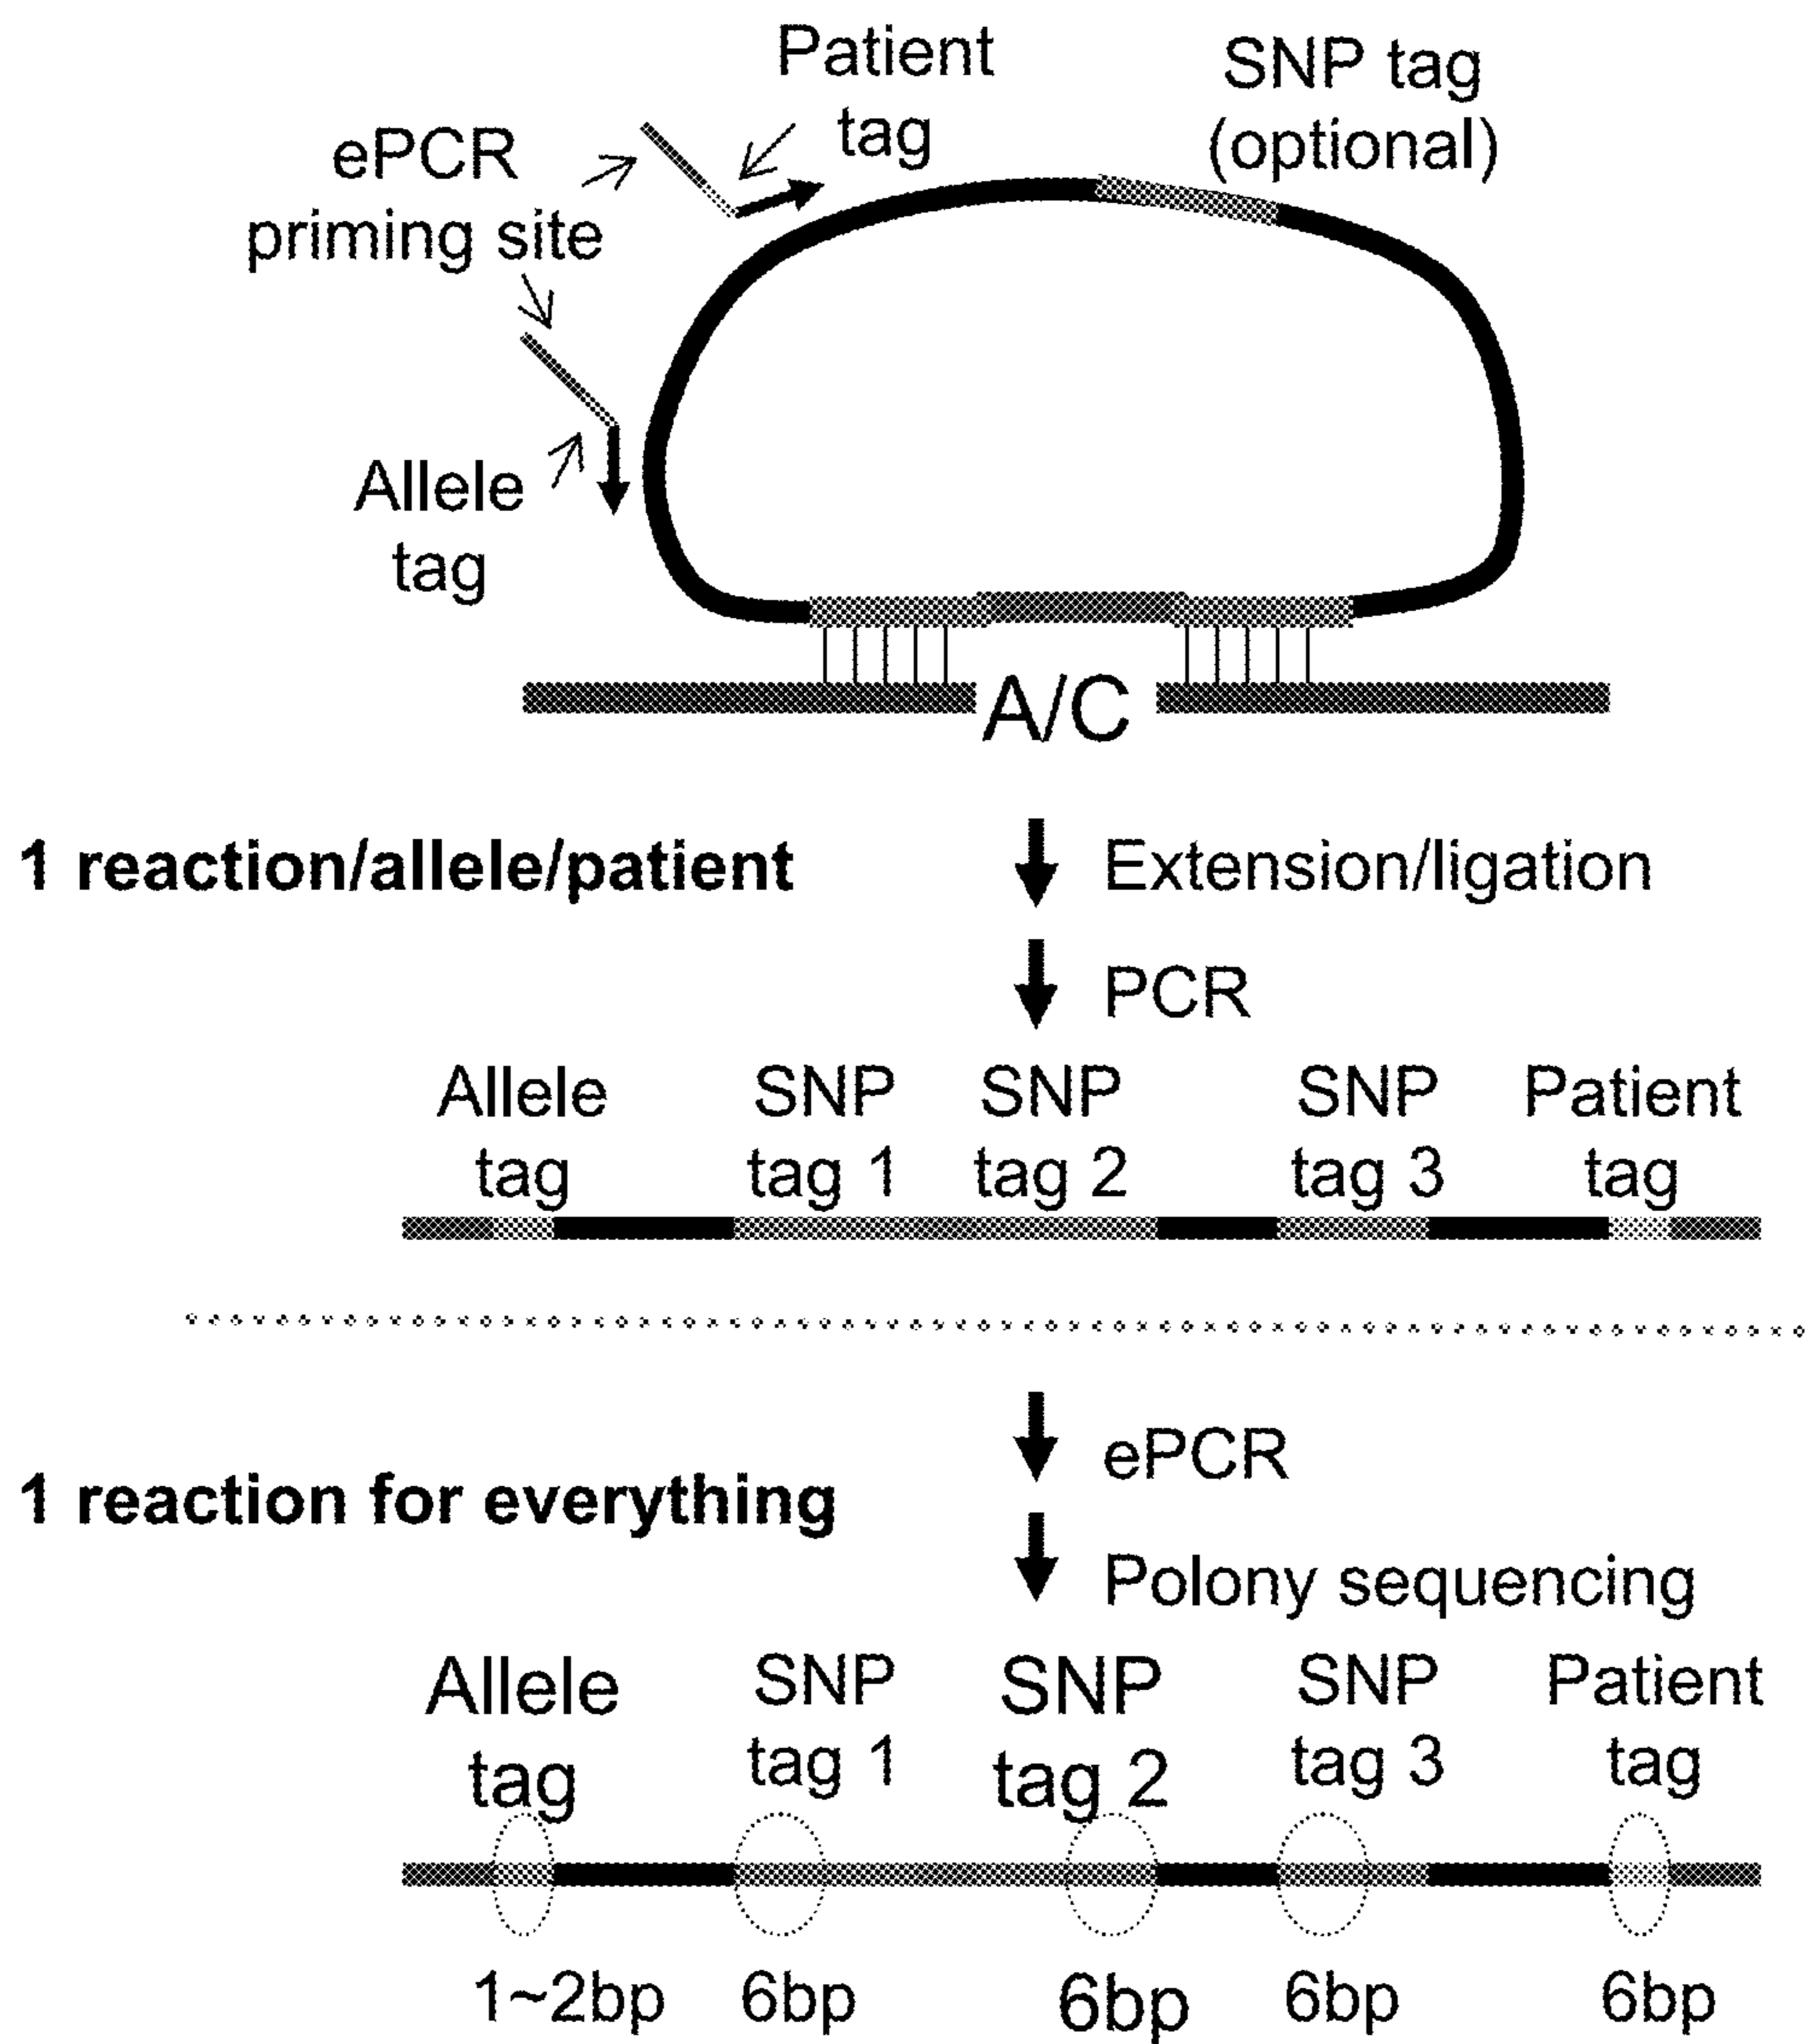 Patient
tag
SNP tag
(optional)
ePCR
priming site
Allele
tag
A/C
1 reaction/allele/patient
Extension/ligation
PCR
Allele
tag
SNP
tag 1
SNP
tag 2
SNP
tag 3
Patient
tag
1 reaction for everything
ePCR
Polony sequencing
Allele
tag
SNP
tag 1
SNP
tag 2
SNP
tag 3
Patient
tag
1~2bp
6bp
6bp
6bp
6bp